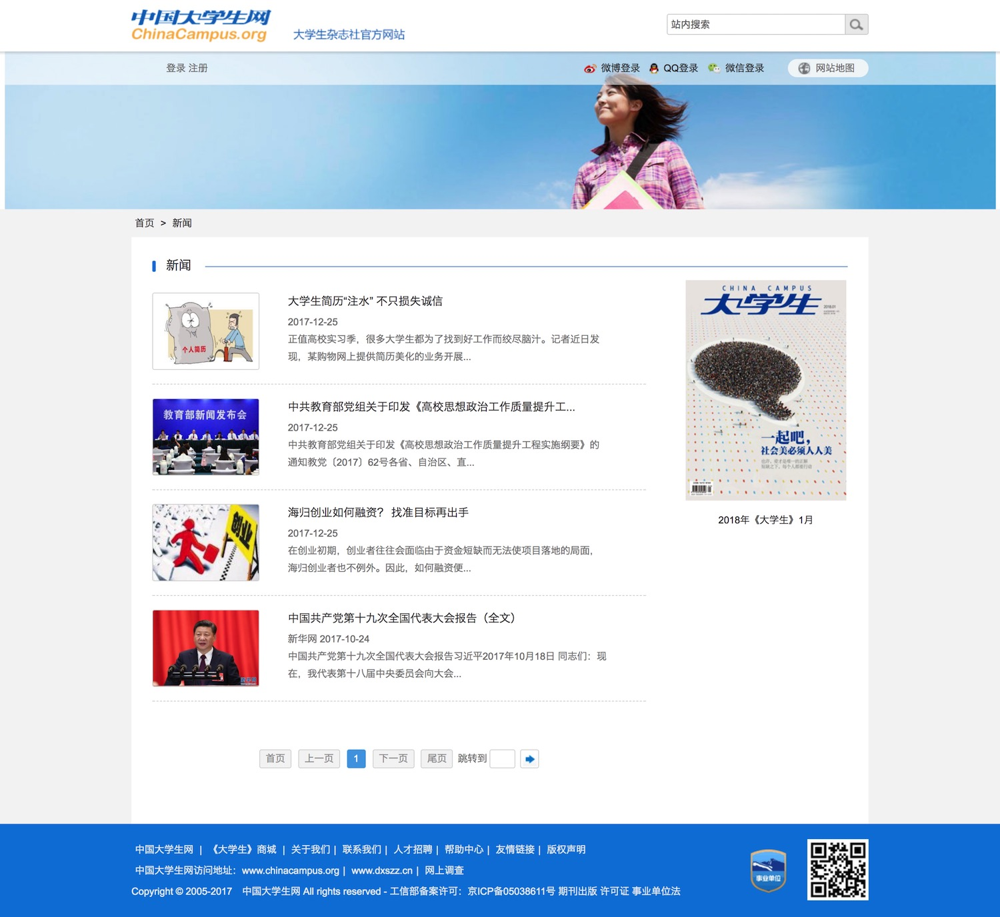 中国大学生网
ChinaCampus.org
大学生杂志社官方网站
站内搜索
登录 注册
微博登录
QQ登录
微信登录
网站地图
首页 > 新闻
新闻
个人简历
大学生简历“注水” 不只损失诚信
2017-12-25
正值高校实习季，很多大学生都为了找到好工作而绞尽脑汁。记者近日发
现，某购物网上提供简历美化的业务开展...
教育部新闻发布会
中共教育部党组关于印发《高校思想政治工作质量提升工...
2017-12-25
中共教育部党组关于印发《高校思想政治工作质量提升工程实施纲要》的
通知教党〔2017〕62号各省、自治区、直...
创业
海归创业如何融资？ 找准目标再出手
2017-12-25
在创业初期，创业者往往会面临由于资金短缺而无法使项目落地的局面，
海归创业者也不例外。因此，如何融资便...
中国共产党第十九次全国代表大会报告（全文）
新华网 2017-10-24
中国共产党第十九次全国代表大会报告习近平2017年10月18日 同志们：现
在，我代表第十八届中央委员会向大会...
CHINA CAMPUS
大学生
2018.01
一起吧，
社会美必须人人美
也许，爱才是唯一的正解
短缺之下，每个人都要行动
2018年《大学生》1月
首页 上一页 1 下一页 尾页 跳转到
中国大学生网 | 《大学生》商城 | 关于我们 | 联系我们 | 人才招聘 | 帮助中心 | 友情链接 | 版权声明
中国大学生网访问地址：www.chinacampus.org | www.dxszz.cn | 网上调查
Copyright © 2005-2017 中国大学生网 All rights reserved - 工信部备案许可：京ICP备05038611号 期刊出版 许可证 事业单位法
事业单位